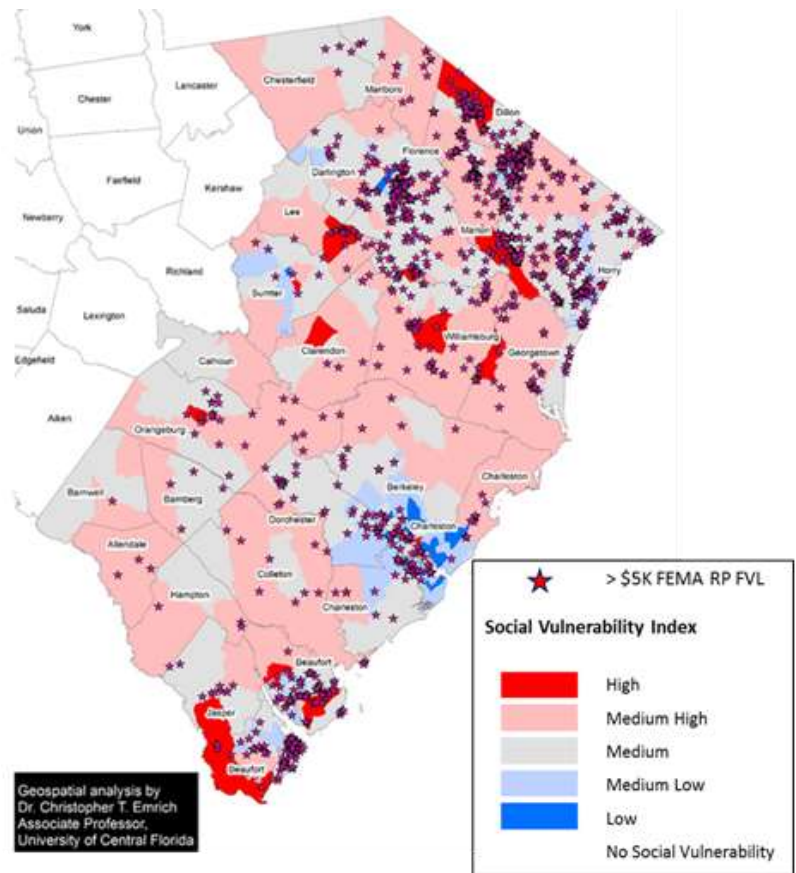 York
Lancaster
Chester
Chesterfield
Marlboro
Union
Dillon
Fairfield
Florence
Kershaw
Darlington
Newberry
Lee
Marion
Richland
Horry
Sumter
Saluda
Lexington
Williamsburg
Clarendon
Georgetown
Edgefield
Calhoun
Aiken
Orangeburg
Charleston
Berkeley
Barnwell
Bamberg
Dorchester
Charleston
Allendale
Colleton
Hampton
Charleston
Beaufort
Jasper
Beaufort
> $5K FEMA RP FVL
Social Vulnerability Index
High
Medium High
Medium
Medium Low
Low
No Social Vulnerability
Geospatial analysis by
Dr. Christopher T. Emrich
Associate Professor,
University of Central Florida